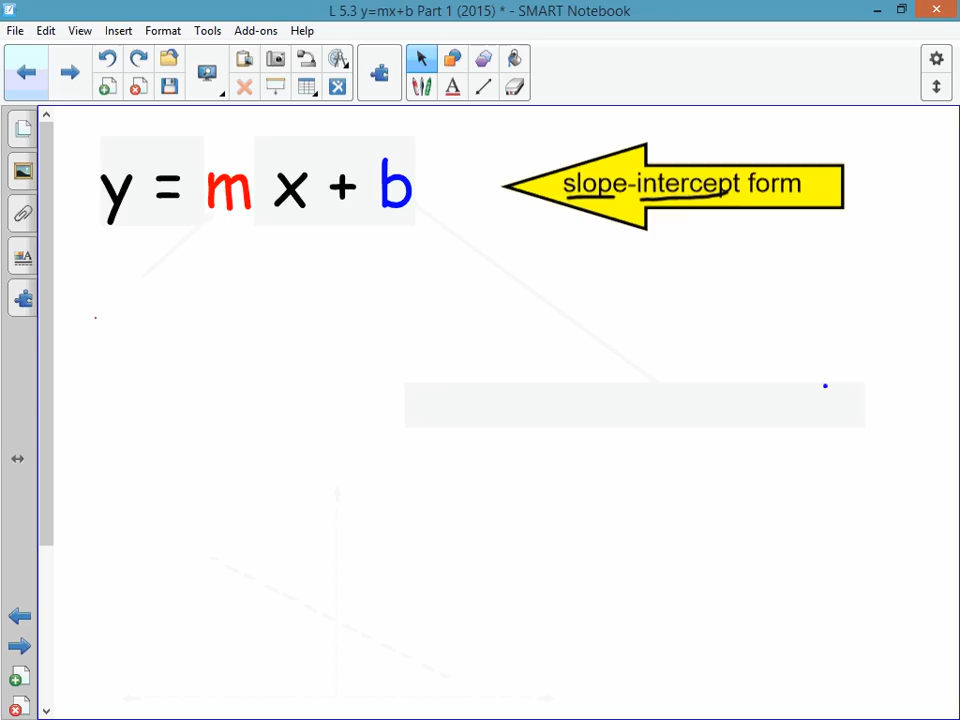 L 5.3 y=mx+b Part 1 (2015) * - SMART Notebook
File Edit View Insert Format Tools Add-ons Help
y = m x + b
slope-intercept form